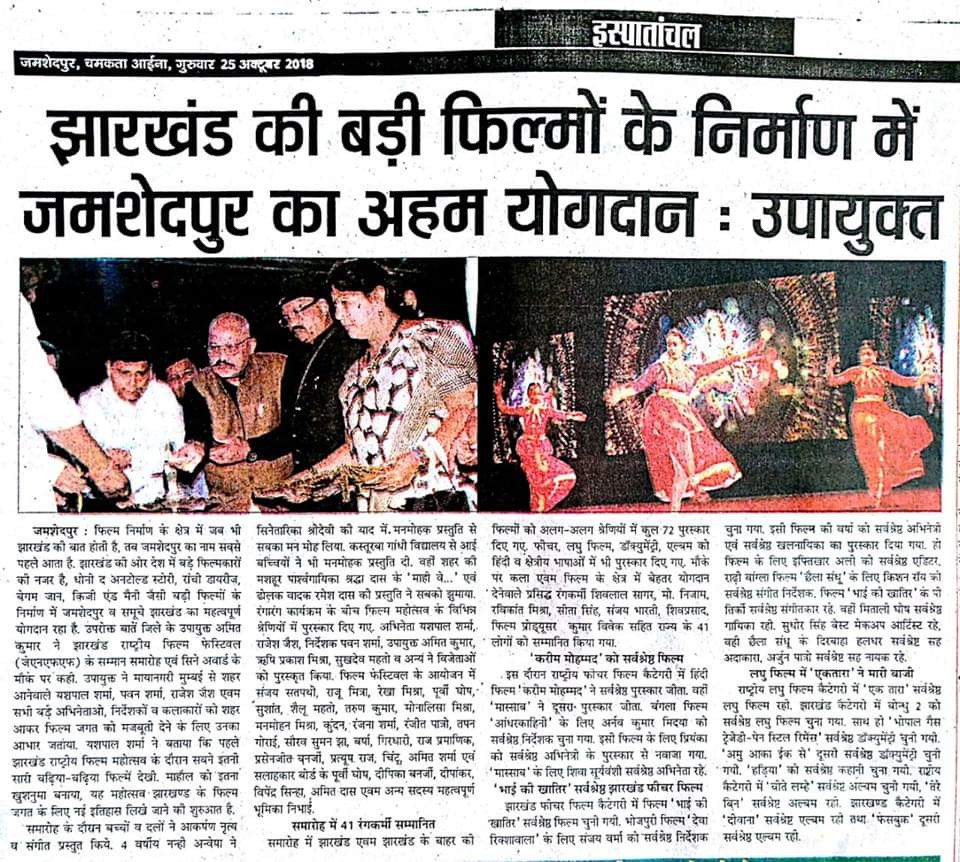 इस्पातांचल
जमशेदपुर, चमकता आईना, गुरुवार 25 अक्टूबर 2018
झारखंड की बड़ी फिल्मों के निर्माण में
जमशेदपुर का अहम योगदान : उपायुक्त
जमशेदपुर : फिल्म निर्माण के क्षेत्र में जब भी
झारखंड की बात होती है, तब जमशेदपुर का नाम सबसे
पहले आता है. झारखंड की ओर देश में बड़े फिल्मकारों
की नजर है, धोनी द अनटोल्ड स्टोरी, रांची डायरीज,
बेगम जान, किजी एंड मैनी जैसी बड़ी फिल्मों के
निर्माण में जमशेदपुर व समूचे झारखंड का महत्वपूर्ण
योगदान रहा है. उपरोक्त बातें जिले के उपायुक्त अमित
कुमार ने झारखंड राष्ट्रीय फिल्म फेस्टिवल
(जेएनएफएफ) के सम्मान समारोह एवं सिने अवार्ड के
मौके पर कही. उपायुक्त ने मायानगरी मुम्बई से शहर
आनेवाले यशपाल शर्मा, पवन शर्मा, राजेश जैश एवम
सभी बड़े अभिनेताओ, निर्देशकों व कलाकारों को शहर
आकर फिल्म जगत को मजबूती देने के लिए उनका
आभार जताया. यशपाल शर्मा ने बताया कि पहले
झारखंड राष्ट्रीय फिल्म महोत्सव के दौरान सबने इतनी
सारी बढ़िया-बढ़िया फिल्में देखी. माहौल को इतना
खुशनुमा बनाया, यह महोत्सव झारखण्ड के फिल्म
जगत के लिए नई इतिहास लिखे जाने की शुरुआत है.
समारोह के दौरान बच्चों व दलों ने आकर्षण नृत्य
व संगीत प्रस्तुत किये. 4 वर्षीय नन्ही अन्वेषा ने
सिनेतारिका श्रीदेवी की याद में मनमोहक प्रस्तुति से
सबका मन मोह लिया. कस्तूरबा गांधी विद्यालय से आई
बच्चियों ने भी मनमोहक प्रस्तुति दी. वहीं शहर की
मशहूर पार्श्वगायिका श्रद्धा दास के 'माही वे...' एवं
ढोलक वादक रमेश दास की प्रस्तुति ने सबको झुमाया.
रंगारंग कार्यक्रम के बीच फिल्म महोत्सव के विभिन्न
श्रेणियों में पुरस्कार दिए गए. अभिनेता यशपाल शर्मा,
राजेश जैश, निर्देशक पवन शर्मा, उपायुक्त अमित कुमार,
ऋषि प्रकाश मिश्रा, सुखदेव महतो व अन्य ने विजेताओं
को पुरस्कृत किया. फिल्म फेस्टिवल के आयोजन में
संजय सतपथी, राजू मित्रा, रेखा मिश्रा, पूर्बी घोष,
सुशांत, शैलू महतो, तरुण कुमार, मोनालिसा मिश्रा,
मनमोहन मिश्रा, कुंदन, रंजना शर्मा, रंजीत पात्रो, तपन
गोराई, सौरव सुमन झा, बर्षा, गिरधारी, राज प्रमाणिक,
प्रसेनजीत चनर्जी, प्रत्यूष राज, चिंटू, अमित शर्मा एवं
सलाहकार बोर्ड के पूर्वी घोष, दीपिका बनर्जी, दीपांकर,
विपेंद्र सिन्हा, अमित दास एवम अन्य सदस्य महत्वपूर्ण
भूमिका निभाई.
समारोह में 41 रंगकर्मी सम्मानित
समारोह में झारखंड एवम झारखंड के बाहर की
फिल्मों को अलग-अलग श्रेणियों में कुल 72 पुरस्कार
दिए गए. फीचर, लघु फिल्म, डॉक्यूमेंट्री, एल्बम को
हिंदी व क्षेत्रीय भाषाओं में भी पुरस्कार दिए गए. मौके
पर कला एवम फिल्म के क्षेत्र में बेहतर योगदान
देनेवाले प्रसिद्ध रंगकर्मी शिवलाल सागर, मो. निजाम,
रविकांत मिश्रा, सीता सिंह, संजय भारती, शिवप्रसाद,
फिल्म प्रोड्यूसर कुमार विवेक सहित राज्य के 41
लोगों को सम्मानित किया गया.
'करीम मोहम्मद' को सर्वश्रेष्ठ फिल्म
इस दौरान राष्ट्रीय फीचर फिल्म कैटेगरी में हिंदी
फिल्म 'करीम मोहम्मद' ने सर्वश्रेष्ठ पुरस्कार जीता. वहीं
'मास्साब' ने दूसरा पुरस्कार जीता. बंगला फिल्म
'आंधरकाहिनी' के लिए अर्नव कुमार मिदया को
सर्वश्रेष्ठ निर्देशक चुना गया. इसी फिल्म के लिए प्रियंका
को सर्वश्रेष्ठ अभिनेत्री के पुरस्कार से नवाजा गया.
'मास्साब' के लिए शिवा सूर्यवंशी सर्वश्रेष्ठ अभिनेता रहे.
'भाई की खातिर' सर्वश्रेष्ठ झारखंड फीचर फिल्म
झारखंड फीचर फिल्म कैटेगरी में फिल्म 'भाई की
खातिर' सर्वश्रेष्ठ फिल्म चुनी गयी. भोजपुरी फिल्म 'देवा
रिक्शावाला' के लिए संजय वर्मा को सर्वश्रेष्ठ निर्देशक
चुना गया. इसी फिल्म की वर्षा को सर्वश्रेष्ठ अभिनेत्री
एवं सर्वश्रेष्ठ खलनायिका का पुरस्कार दिया गया. हो
फिल्म के लिए इफ्तिखार अली को सर्वश्रेष्ठ एडिटर,
राढ़ी बांग्ला फिल्म 'छैला संधू' के लिए किशन रॉय को
सर्वश्रेष्ठ संगीत निर्देशक, फिल्म 'भाई की खातिर' के पो
तिर्को सर्वश्रेष्ठ संगीतकार रहे. वहीं मिताली घोष सर्वश्रेष्ठ
गायिका रही. सुधीर सिंह बेस्ट मेकअप आर्टिस्ट रहे,
वही छैला संधू के दिरबाहा हलधर सर्वश्रेष्ठ सह
अदाकारा, अर्जुन पात्रो सर्वश्रेष्ठ सह नायक रहे.
लघु फिल्म में 'एकतारा' ने मारी बाजी
राष्ट्रीय लघु फिल्म कैटेगरी में 'एक तारा' सर्वश्रेष्ठ
लघु फिल्म रही. झारखंड कैटेगरी में योन्धु 2 को
सर्वश्रेष्ठ लघु फिल्म चुना गया. साथ ही 'भोपाल गैस
ट्रेजेडी-पेन स्टिल रिमेंस' सर्वश्रेष्ठ डॉक्युमेंट्री चुनी गयी.
'अमु आका ईक से' दूसरी सर्वश्रेष्ठ डॉक्युमेंट्री चुनी
गयी. 'हड़िया' को सर्वश्रेष्ठ कहानी चुना गया. राष्ट्रीय
कैटेगरी में 'बीते लम्हे' सर्वश्रेष्ठ अल्बम चुनी गयी, 'तेरे
बिन' सर्वश्रेष्ठ अल्बम रही. झारखण्ड कैटेगरी में
'दीवाना' सर्वश्रेष्ठ एल्बम रही तथा 'फेसबुक' दूसरी
सर्वश्रेष्ठ एल्बम रही.